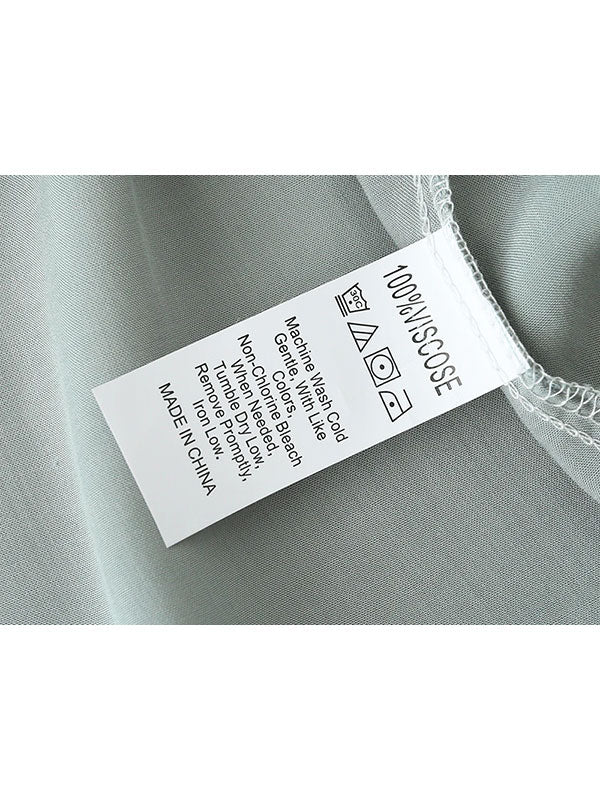 100%VISCOSE
30C
Machine Wash Cold
Gentle, With Like
Colors,
Non-Chlorine Bleach
When Needed,
Tumble Dry Low,
Remove Promptly,
Iron Low.
MADE IN CHINA